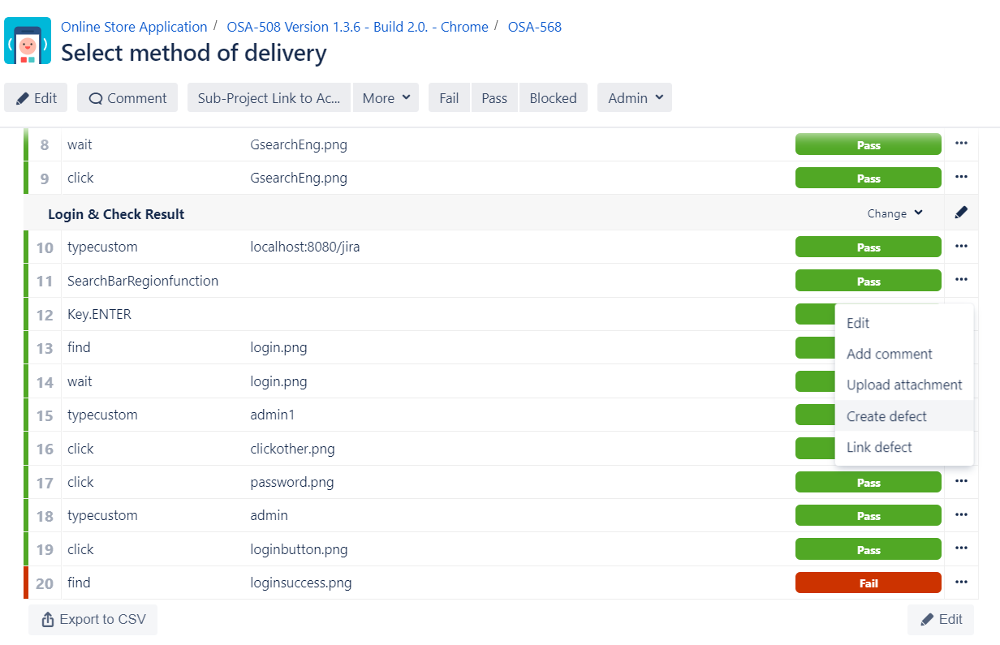 Online Store Application / OSA-508 Version 1.3.6 - Build 2.0. - Chrome / OSA-568
Select method of delivery
Edit Comment Sub-Project Link to Ac... More Fail Pass Blocked Admin
8 wait GsearchEng.png Pass
9 click GsearchEng.png Pass
Login & Check Result Change
10 typecustom localhost:8080/jira Pass
11 SearchBarRegionfunction Pass
12 Key.ENTER
Edit
13 find login.png
Add comment
14 wait login.png
Upload attachment
15 typecustom admin1
Create defect
16 click clickother.png
Link defect
17 click password.png Pass
18 typecustom admin Pass
19 click loginbutton.png Pass
20 find loginsuccess.png Fail
Export to CSV Edit